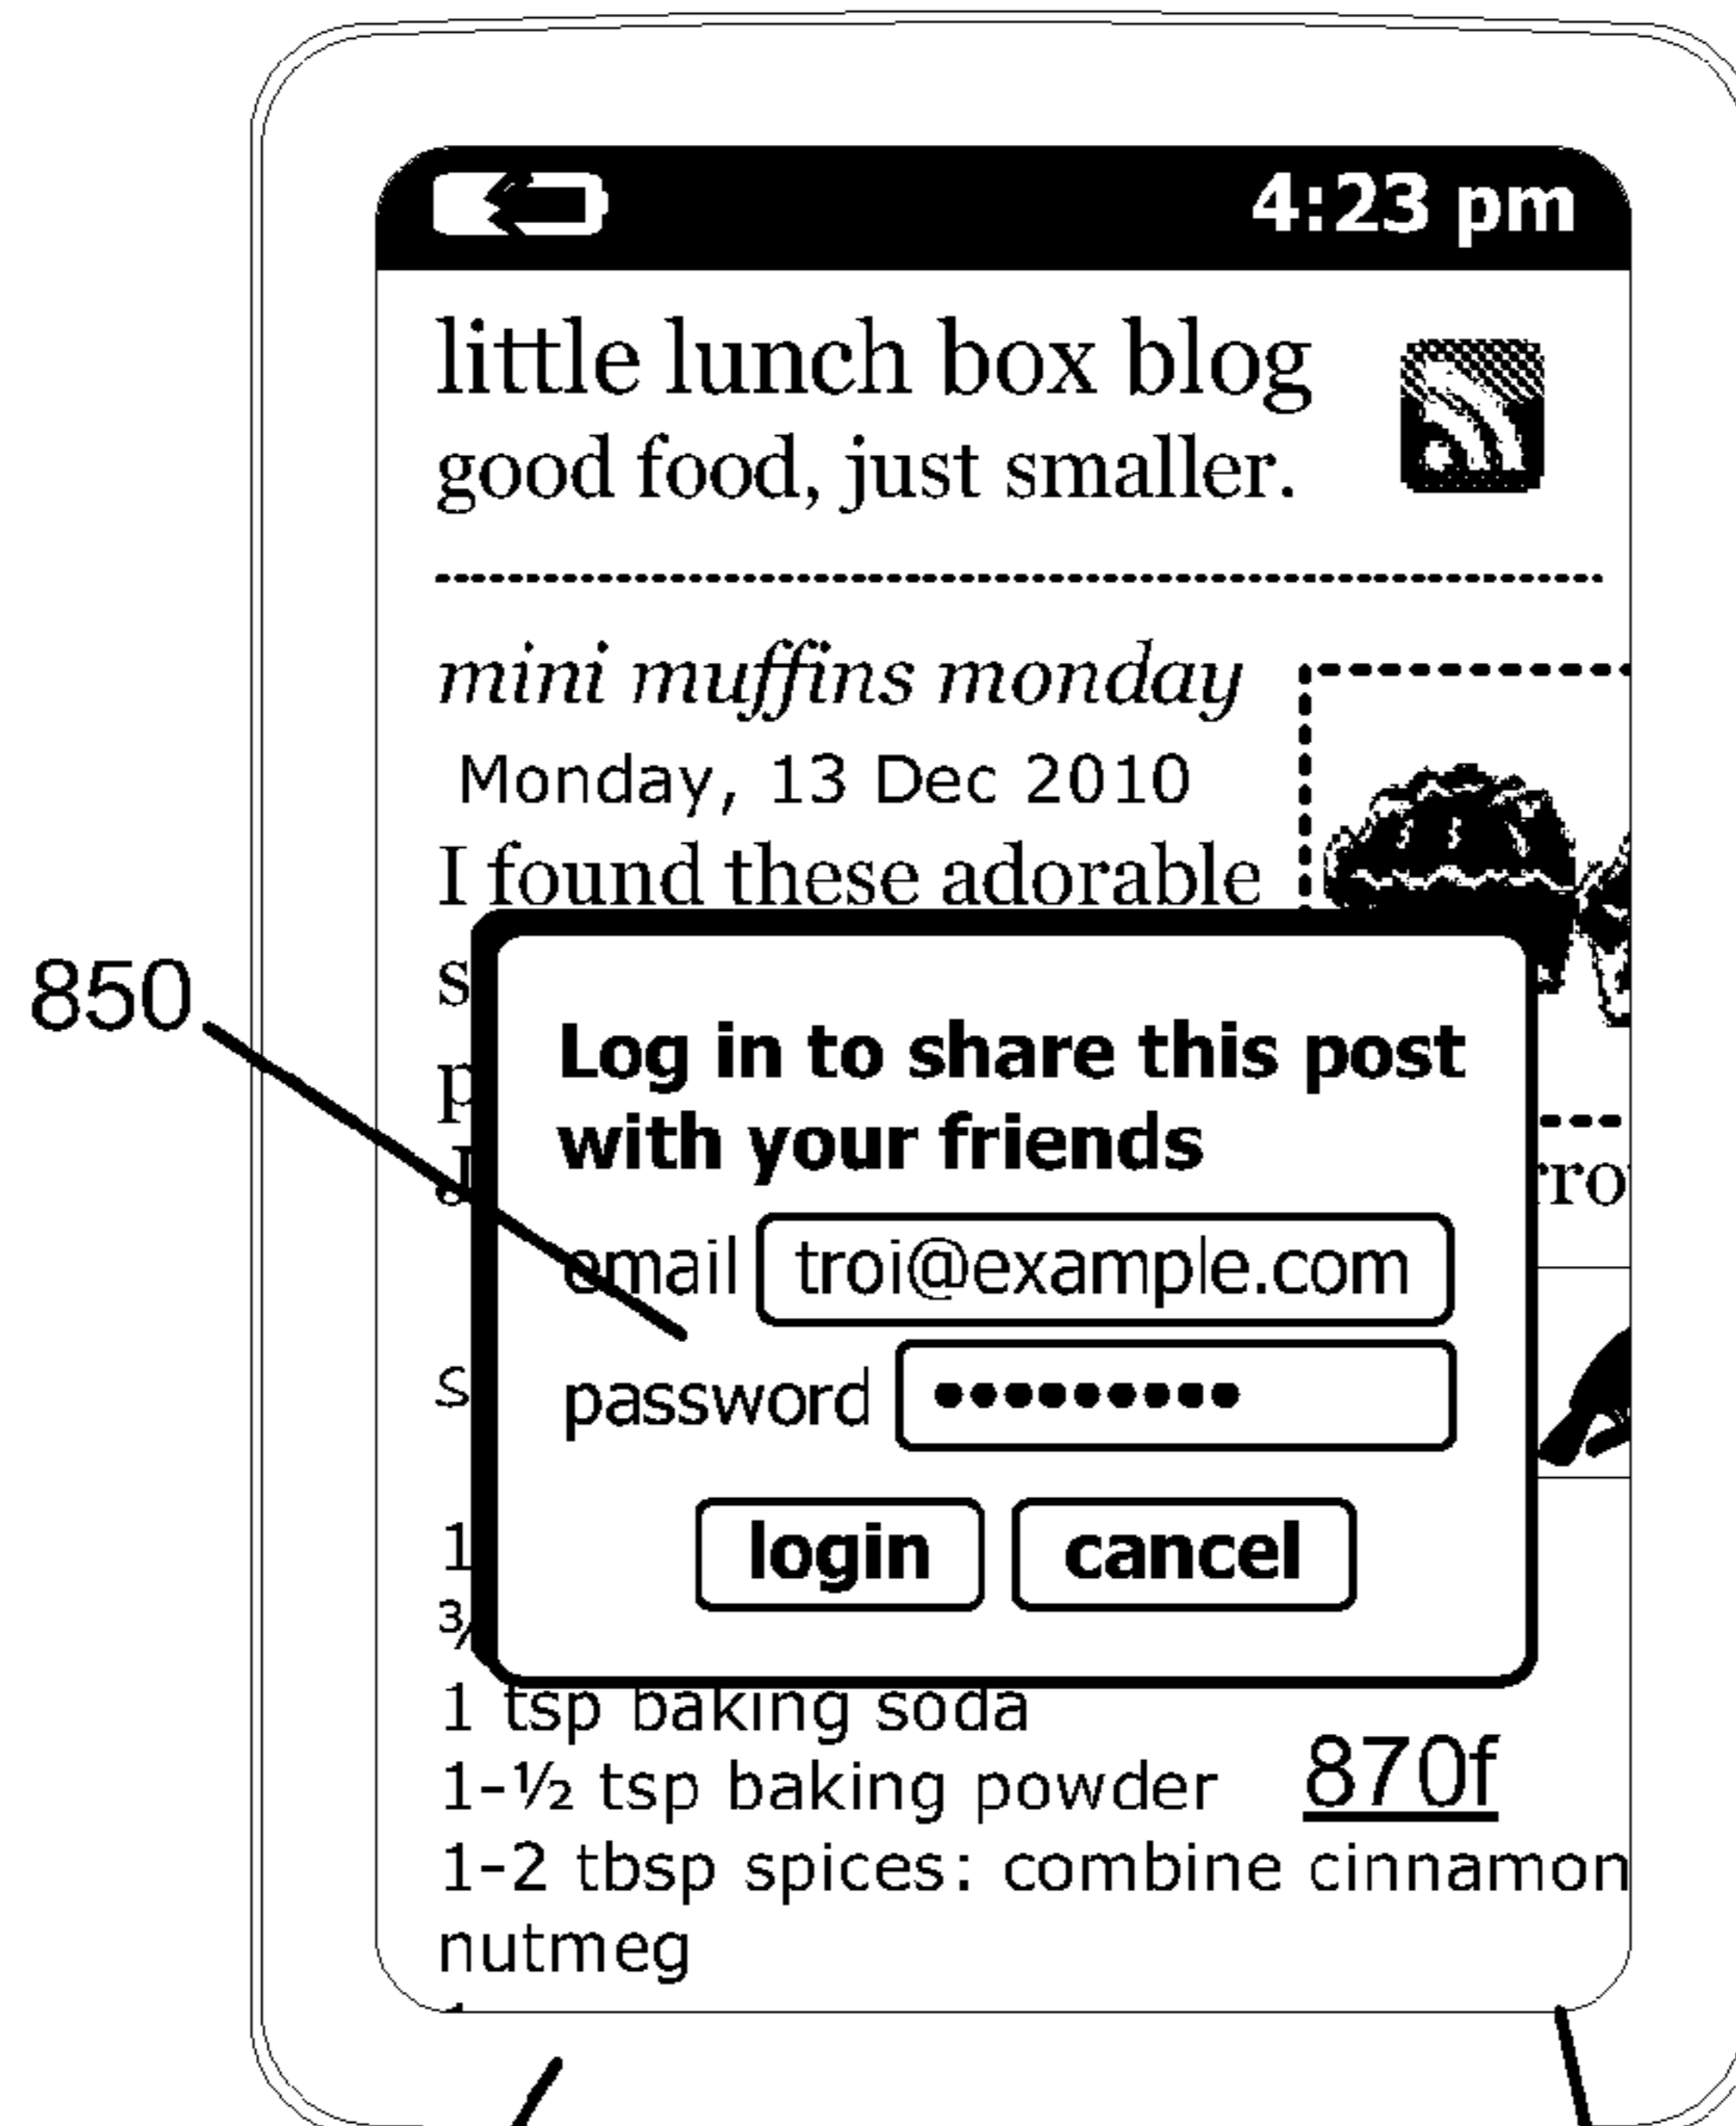 4:23 pm
little lunch box blog
good food, just smaller.
mini muffins monday
Monday, 13 Dec 2010
I found these adorable
850
Log in to share this post
with your friends
email troi@example.com
password •••••••••
login cancel
1 tsp baking soda
1-½ tsp baking powder
870f
1-2 tbsp spices: combine cinnamon
nutmeg